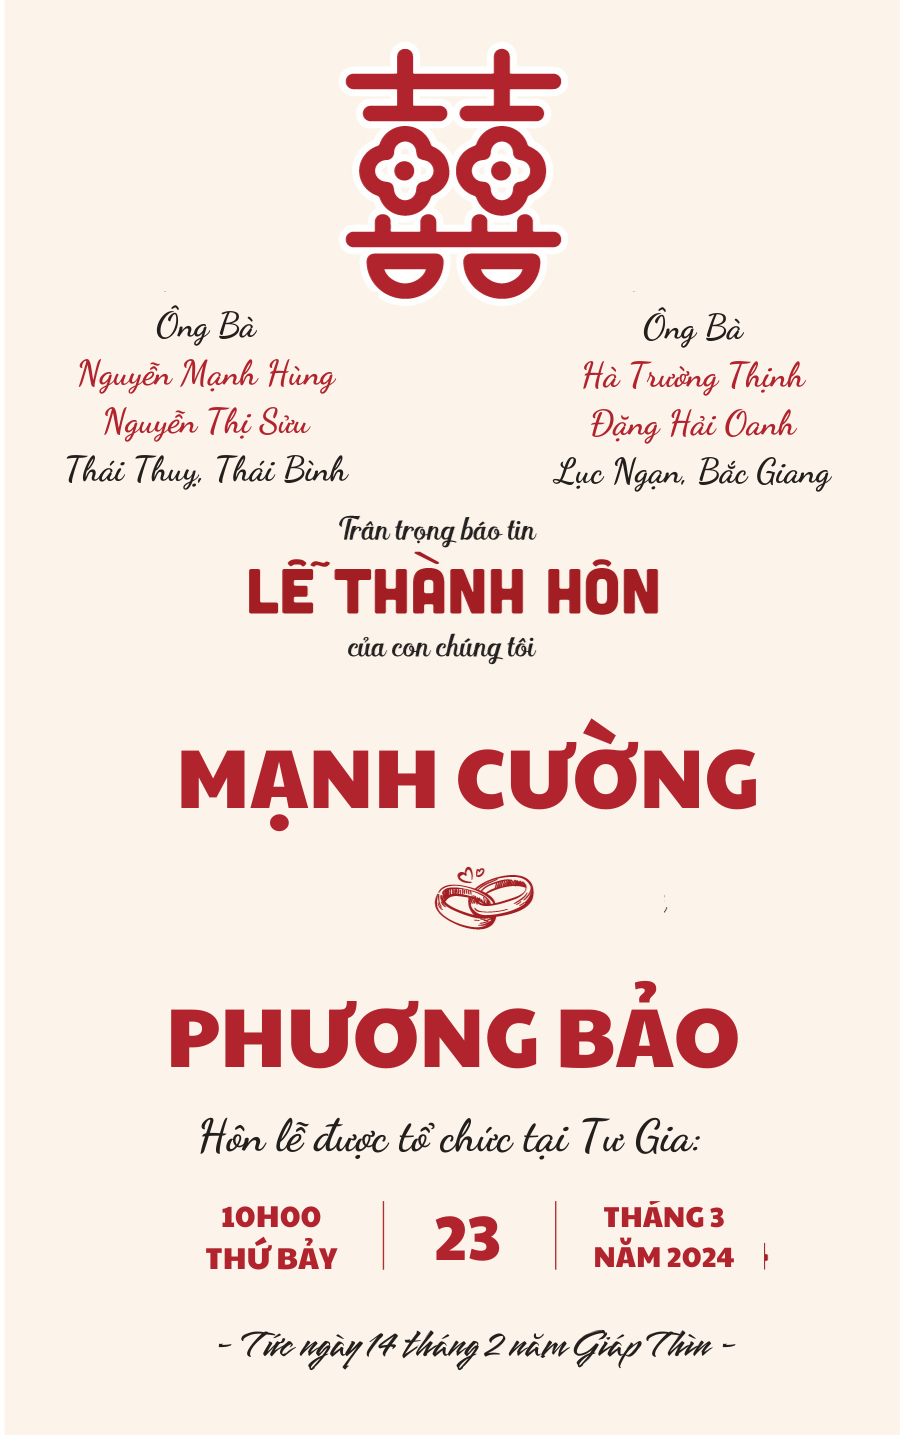 囍
Ông Bà
Nguyễn Mạnh Hùng
Nguyễn Thị Sửu
Thái Thuỵ, Thái Bình
Ông Bà
Hà Trường Thịnh
Đặng Hải Oanh
Lục Ngạn, Bắc Giang
Trân trọng báo tin
LỄ THÀNH HÔN
của con chúng tôi
MẠNH CƯỜNG
PHƯƠNG BẢO
Hôn lễ được tổ chức tại Tư Gia:
10H00
THỨ BẢY
23
THÁNG 3
NĂM 2024
- Tức ngày 14 tháng 2 năm Giáp Thìn -